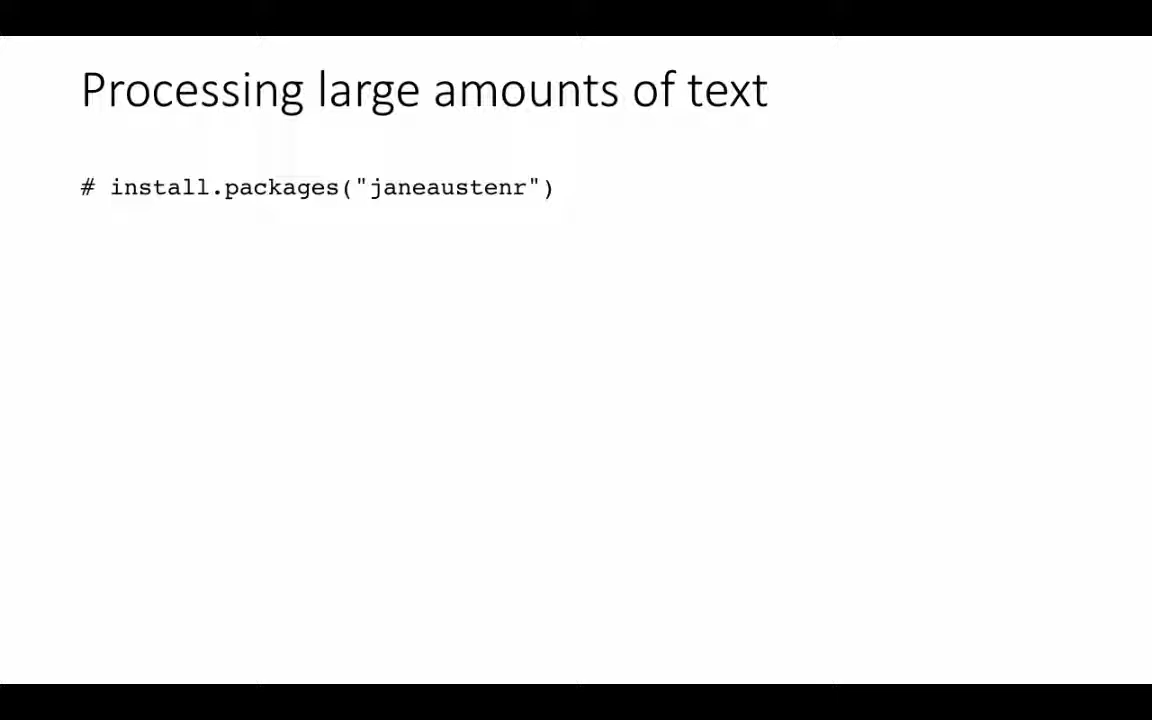 Processing large amounts of text
# install.packages("janeaustenr")